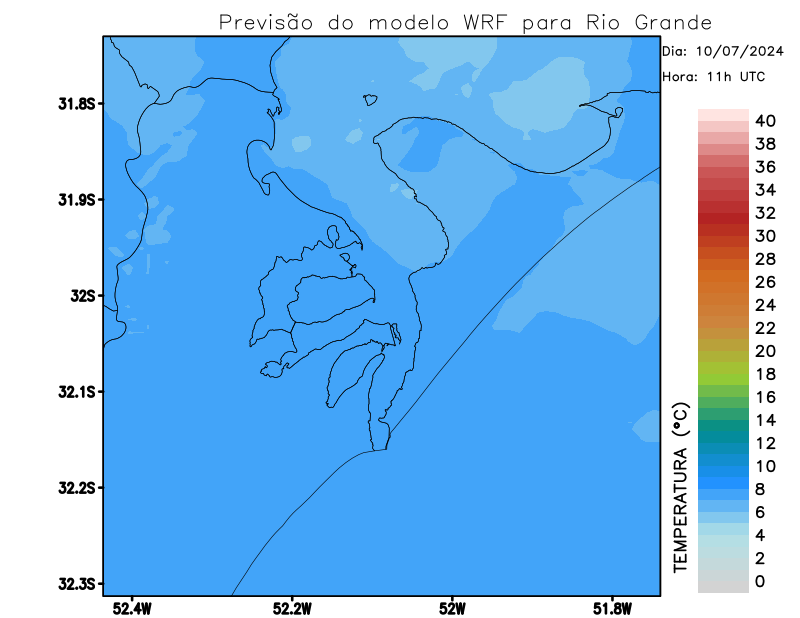 Previsão do modelo WRF para Rio Grande
Dia: 10/07/2024
Hora: 11h UTC
31.8S
31.9S
32S
32.1S
32.2S
32.3S
52.4W
52.2W
52W
51.8W
40
38
36
34
32
30
28
26
24
22
20
18
16
14
12
10
8
6
4
2
0
TEMPERATURA (°C)